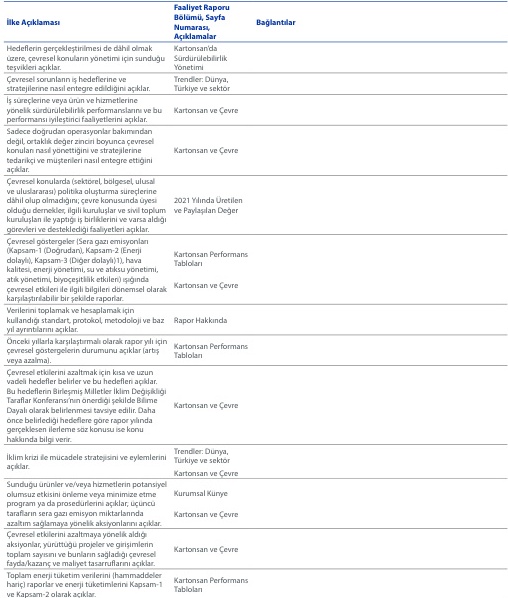 İlke Açıklaması
Faaliyet Raporu
Bölümü, Sayfa
Numarası,
Açıklamalar
Bağlantılar
Hedeflerin gerçekleştirilmesi de dâhil olmak
üzere, çevresel konuların yönetimi için sunduğu
teşvikleri açıklar.
Kartonsan'da
Sürdürülebilirlik
Yönetimi
Çevresel sorunların iş hedeflerine ve
stratejilerine nasıl entegre edildiğini açıklar.
Trendler: Dünya,
Türkiye ve sektör
İş süreçlerine veya ürün ve hizmetlerine
yönelik sürdürülebilirlik performanslarını ve bu
performansı iyileştirici faaliyetlerini açıklar.
Kartonsan ve Çevre
Sadece doğrudan operasyonlar bakımından
değil, ortaklık değer zinciri boyunca çevresel
konuları nasıl yönettiğini ve stratejilerine
tedarikçi ve müşterileri nasıl entegre ettiğini
açıklar.
Kartonsan ve Çevre
Çevresel konularda (sektörel, bölgesel, ulusal
ve uluslararası) politika oluşturma süreçlerine
dâhil olup olmadığını; çevre konusunda üyesi
olduğu dernekler, ilgili kuruluşlar ve sivil toplum
kuruluşları ile yaptığı iş birliklerini ve varsa aldığı
görevleri ve desteklediği faaliyetleri açıklar.
2021 Yılında Üretilen
ve Paylaşılan Değer
Çevresel göstergeler (Sera gazı emisyonları
(Kapsam-1 (Doğrudan), Kapsam-2 (Enerji
dolaylı), Kapsam-3 (Diğer dolaylı)1), hava
kalitesi, enerji yönetimi, su ve atıksu yönetimi,
atık yönetimi, biyoçeşitlilik etkileri) ışığında
çevresel etkileri ile ilgili bilgileri dönemsel olarak
karşılaştırılabilir bir şekilde raporlar.
Kartonsan Performans
Tabloları
Kartonsan ve Çevre
Verilerini toplamak ve hesaplamak için
kullandığı standart, protokol, metodoloji ve baz
yıl ayrıntılarını açıklar.
Rapor Hakkında
Önceki yıllarla karşılaştırmalı olarak rapor yılı için
çevresel göstergelerin durumunu açıklar (artış
veya azalma).
Kartonsan Performans
Tabloları
Çevresel etkilerini azaltmak için kısa ve uzun
vadeli hedefler belirler ve bu hedefleri açıklar.
Bu hedeflerin Birleşmiş Milletler İklim Değişikliği
Taraflar Konferansı'nın önerdiği şekilde Bilime
Dayalı olarak belirlenmesi tavsiye edilir. Daha
önce belirlediği hedeflere göre rapor yılında
gerçekleşen ilerleme söz konusu ise konu
hakkında bilgi verir.
Kartonsan ve Çevre
İklim krizi ile mücadele stratejisini ve eylemlerini
açıklar.
Trendler: Dünya,
Türkiye ve sektör
Kartonsan ve Çevre
Sunduğu ürünler ve/veya hizmetlerin potansiyel
olumsuz etkisini önleme veya minimize etme
program ya da prosedürlerini açıklar; üçüncü
tarafların sera gazı emisyon miktarlarında
azaltım sağlamaya yönelik aksiyonlarını açıklar.
Kurumsal Künye
Kartonsan ve Çevre
Çevresel etkilerini azaltmaya yönelik aldığı
aksiyonlar, yürüttüğü projeler ve girişimlerin
toplam sayısını ve bunların sağladığı çevresel
fayda/kazanç ve maliyet tasarruflarını açıklar.
Kartonsan ve Çevre
Toplam enerji tüketim verilerini (hammaddeler
hariç) raporlar ve enerji tüketimlerini Kapsam-1
ve Kapsam-2 olarak açıklar.
Kartonsan Performans
Tabloları